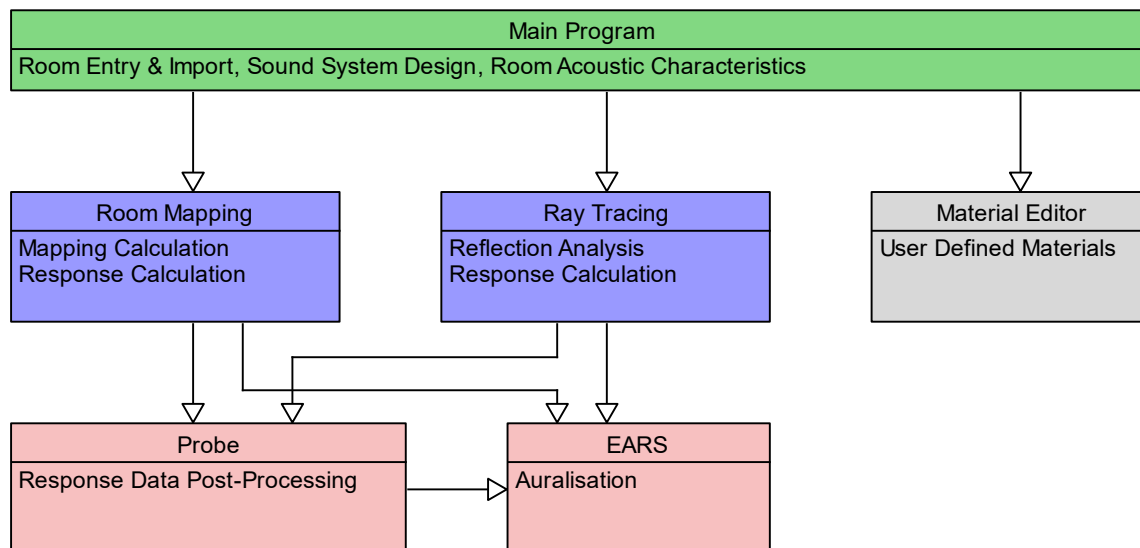 Main Program
Room Entry & Import, Sound System Design, Room Acoustic Characteristics
Room Mapping
Mapping Calculation
Response Calculation
Ray Tracing
Reflection Analysis
Response Calculation
Material Editor
User Defined Materials
Probe
Response Data Post-Processing
EARS
Auralisation